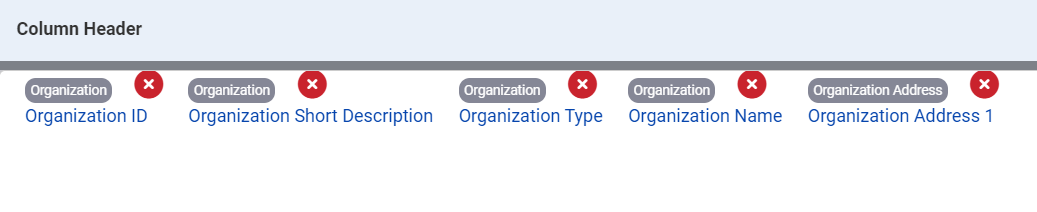 Column Header
Organization Organization Organization Organization Organization Address
Organization ID Organization Short Description Organization Type Organization Name Organization Address 1